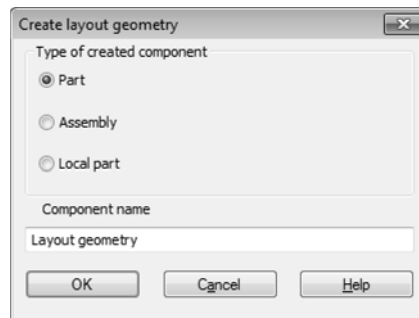 Create layout geometry
Type of created component
Part
Assembly
Local part
Component name
Layout geometry
OK
Cancel
Help